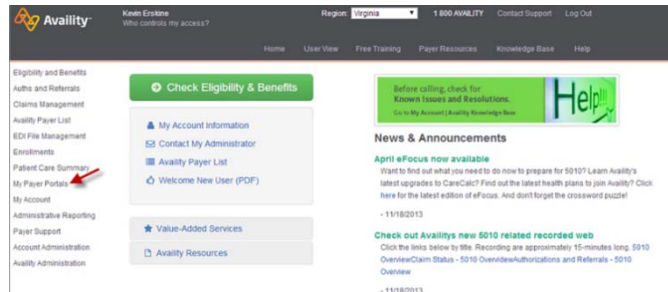 Availity
Kevin Erskine
Who controls my access?
Region: Virginia
1 800 AVAILITY
Contact Support
Log Out
Home
User View
Free Training
Payer Resources
Knowledge Base
Help
Eligibility and Benefits
Auths and Referrals
Claims Management
Availity Payer List
EDI File Management
Enrollments
Patient Care Summary
My Payer Portals
My Account
Administrative Reporting
Payer Support
Account Administration
Availity Administration
Check Eligibility & Benefits
My Account Information
Contact My Administrator
Availity Payer List
Welcome New User (PDF)
Value-Added Services
Availity Resources
Before calling, check for
Known Issues and Resolutions.
Go to My Account | Availity Knowledge Base
Help!!!
News & Announcements
April eFocus now available
Want to find out what you need to do now to prepare for 5010? Learn Availity's
latest upgrades to CareCalc? Find out the latest health plans to join Availity? Click
here for the latest edition of eFocus. And don't forget the crossword puzzle!
- 11/18/2013
Check out Availitys new 5010 related recorded web
Click the links below by title. Recording are approximately 15-minutes long. 5010
OverviewClaim Status - 5010 OvervidewAuthorizations and Referrals - 5010
Overview
- 11/18/2013